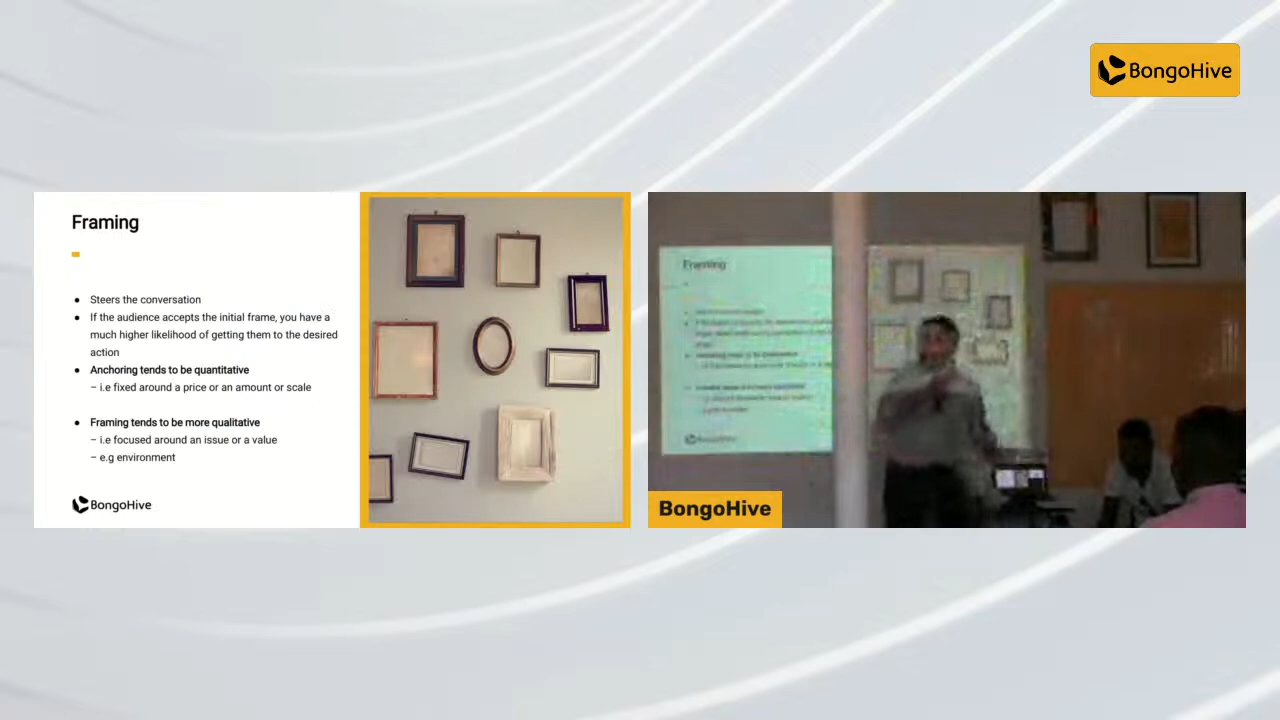 BongoHive
Framing
● Steers the conversation
● If the audience accepts the initial frame, you have a
much higher likelihood of getting them to the desired
action
● Anchoring tends to be quantitative
– i.e fixed around a price or an amount or scale
● Framing tends to be more qualitative
– i.e focused around an issue or a value
– e.g environment
BongoHive
Framing
BongoHive
BongoHive